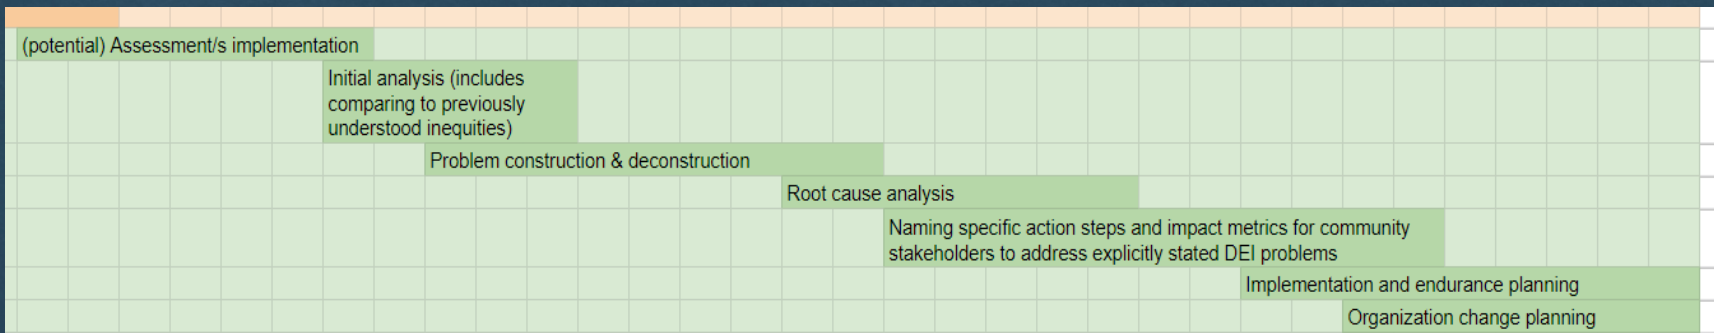 (potential) Assessment/s implementation
Initial analysis (includes
comparing to previously
understood inequities)
Problem construction & deconstruction
Root cause analysis
Naming specific action steps and impact metrics for community
stakeholders to address explicitly stated DEI problems
Implementation and endurance planning
Organization change planning